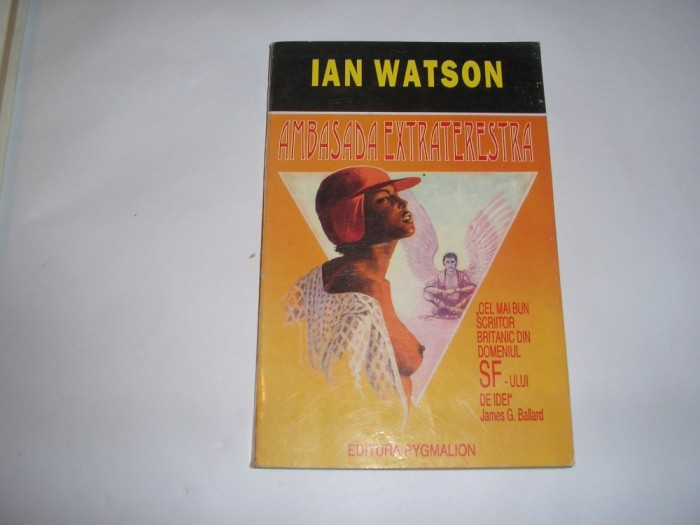 IAN WATSON
AMBASADA EXTRATERESTRA
„CEL MAI BUN
SCRIITOR
BRITANIC DIN
DOMENIUL
SF - ULUI
DE IDEI"
James G. Ballard
EDITURA PYGMALION